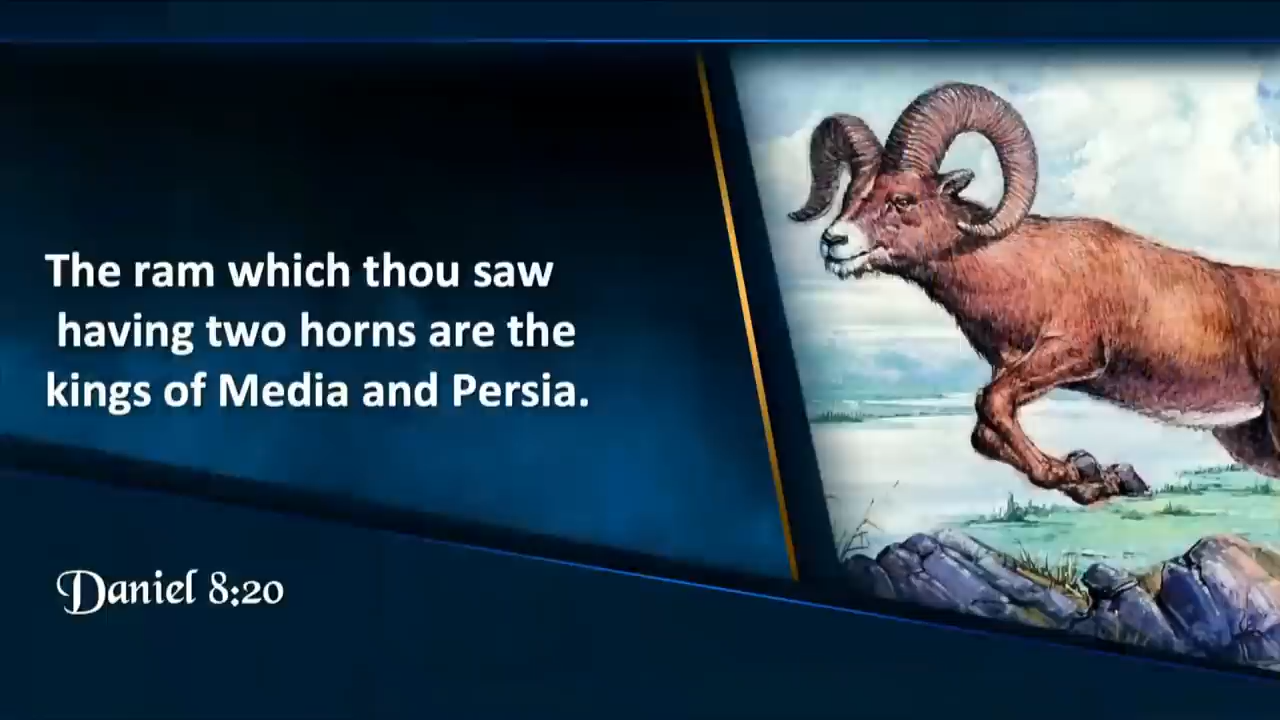 The ram which thou saw
having two horns are the
kings of Media and Persia.
Daniel 8:20